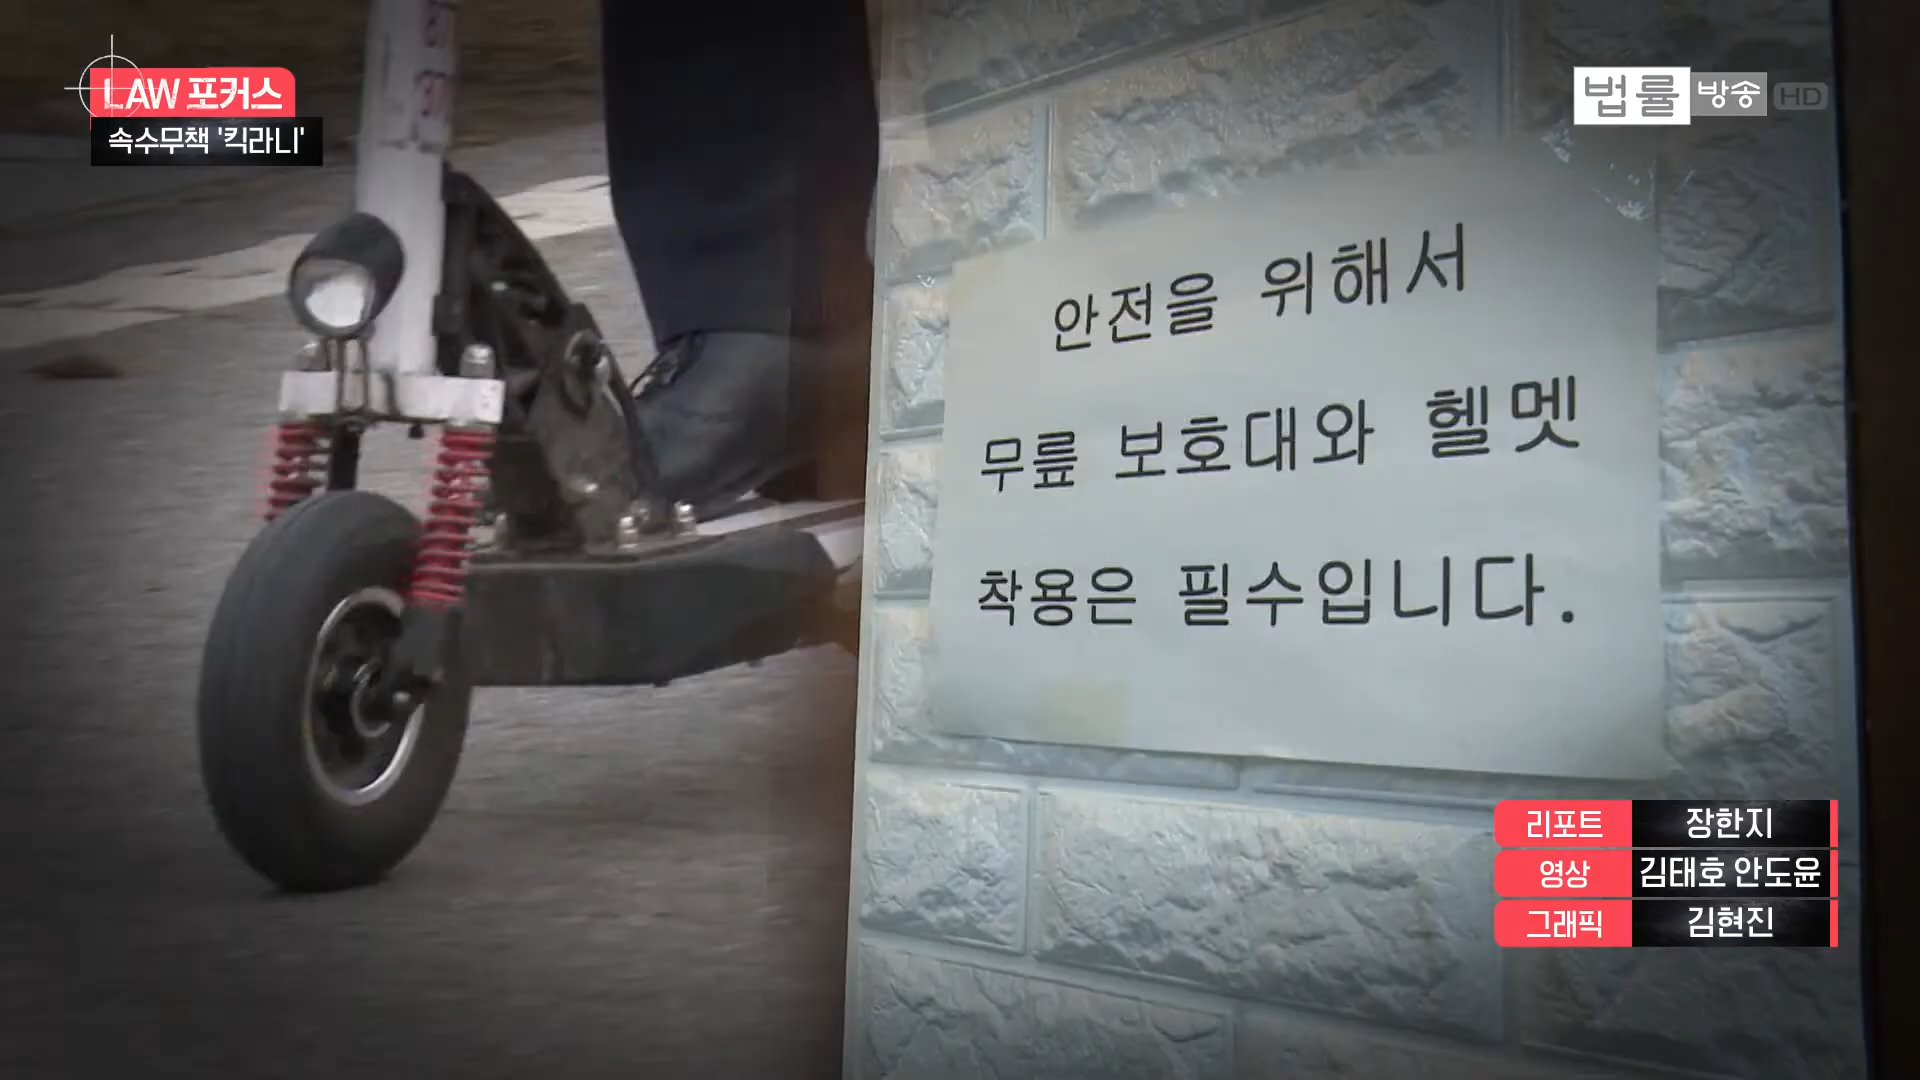 LAW 포커스
속수무책 '킥라니'
법률방송 HD
안전을 위해서
무릎 보호대와 헬멧
착용은 필수입니다.
리포트 장한지
영상 김태호 안도윤
그래픽 김현진